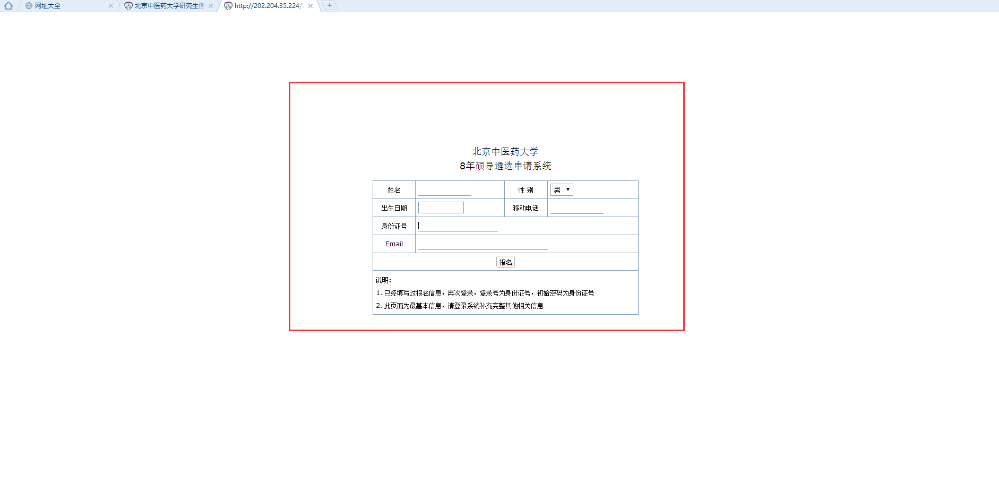 网址大全
北京中医药大学研究生信
http://202.204.35.224/
北京中医药大学
8年硕导遴选申请系统
姓名 性 别 男
出生日期 移动电话
身份证号
Email
报名
说明：
1. 已经填写过报名信息，再次登录，登录号为身份证号，初始密码为身份证号
2. 此页面为最基本信息，请登录系统补充完整其他相关信息